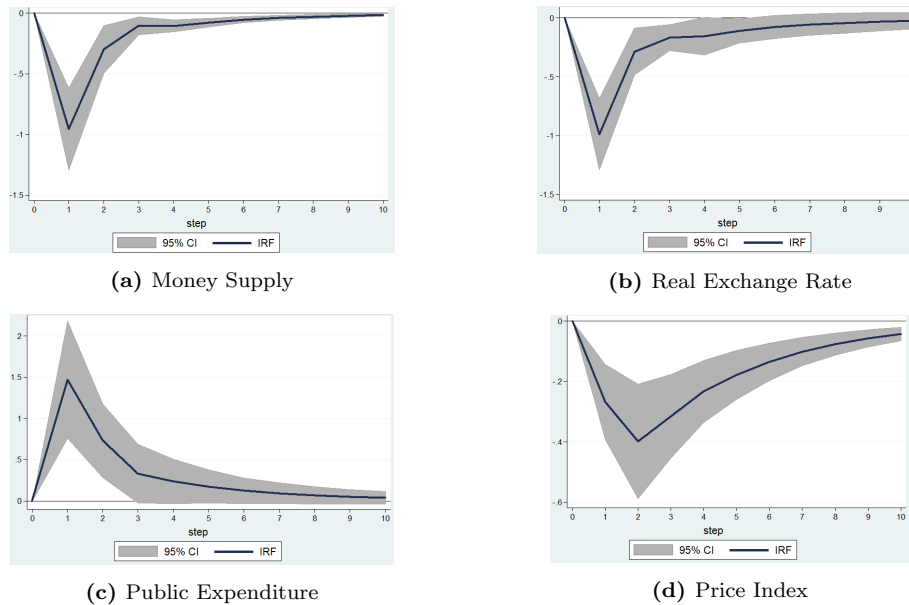 0
-.5
-1
-1.5
0 1 2 3 4 5 6 7 8 9 10
step
95% CI IRF
(a) Money Supply
0
-.5
-1
-1.5
0 1 2 3 4 5 6 7 8 9
step
95% CI IRF
(b) Real Exchange Rate
2
1.5
1
.5
0
0 1 2 3 4 5 6 7 8 9 10
step
95% CI IRF
(c) Public Expenditure
0
-.2
-.4
-.6
0 1 2 3 4 5 6 7 8 9 10
step
95% CI IRF
(d) Price Index